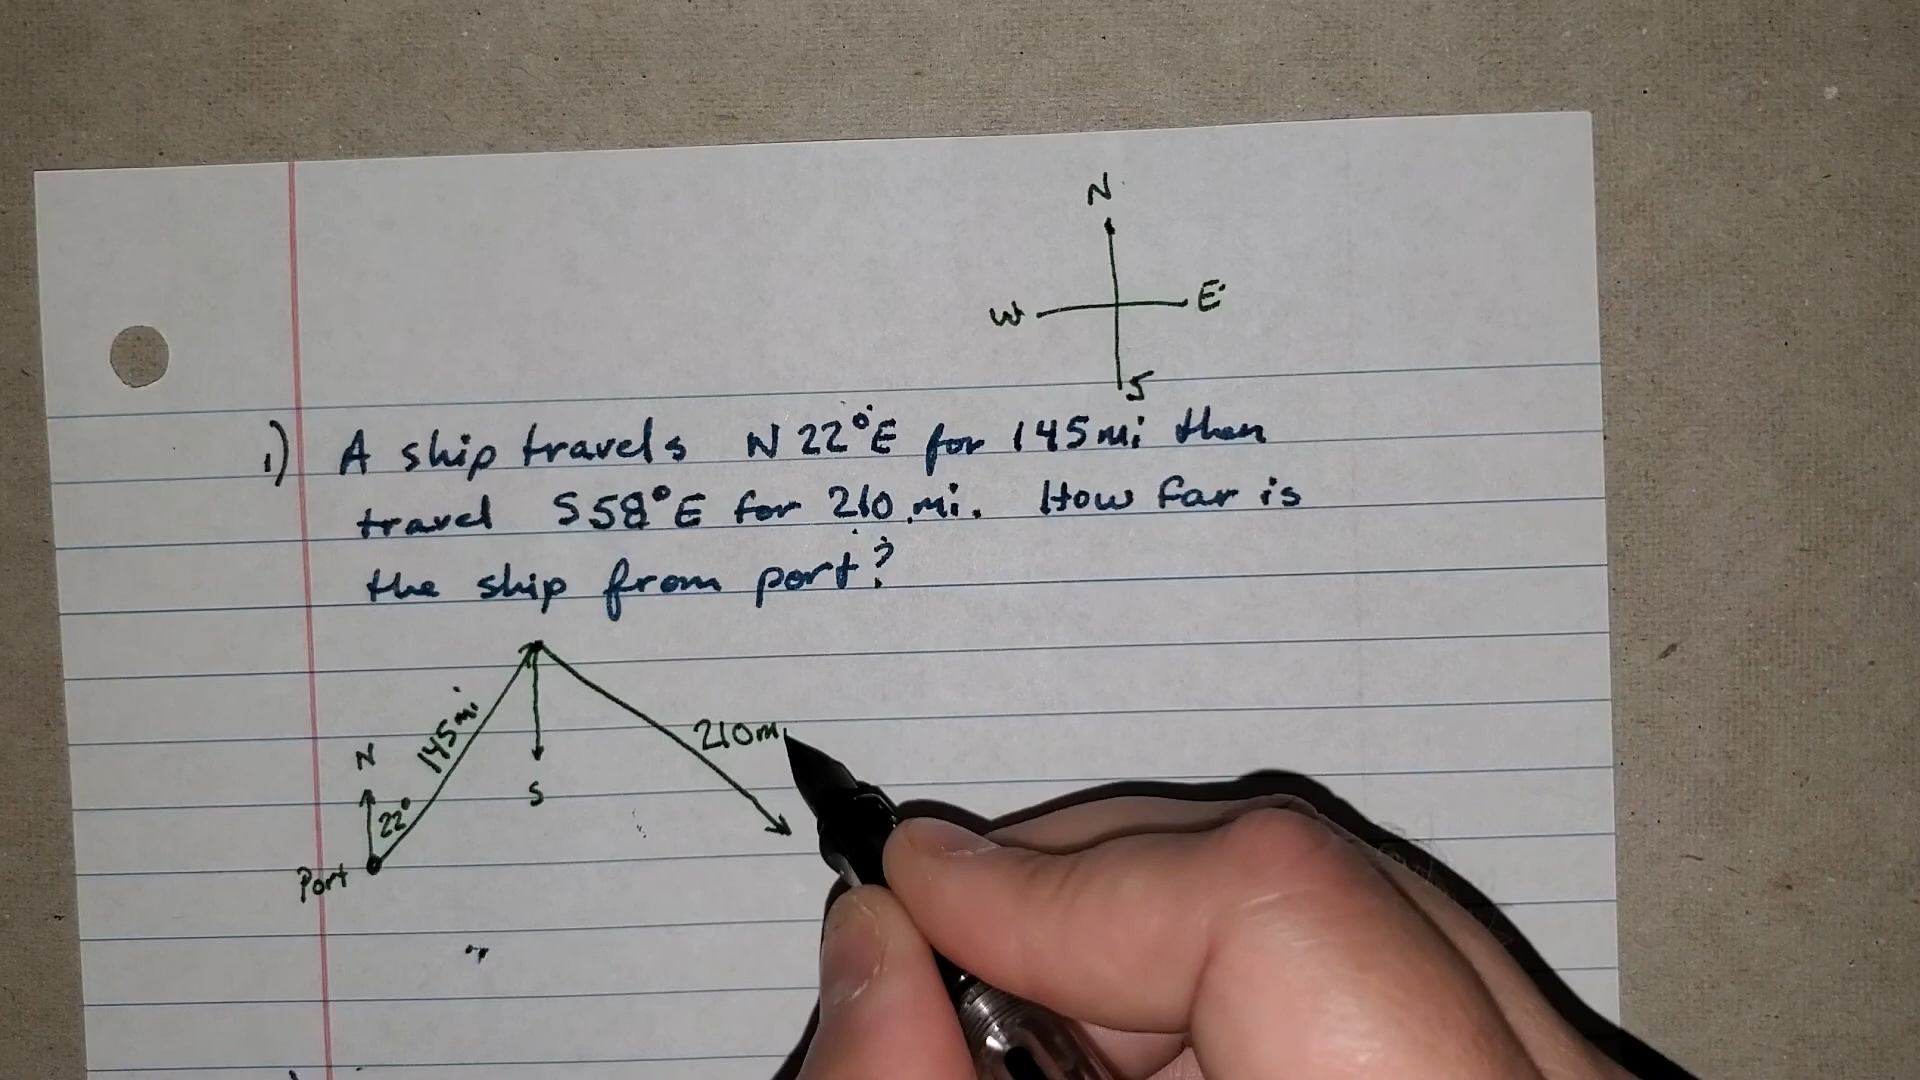 N
W E
S
1) A ship travels N 22°E for 145 mi then
travel S58°E for 210 mi. How far is
the ship from port?
145 mi
210 mi
N
S
22°
Port